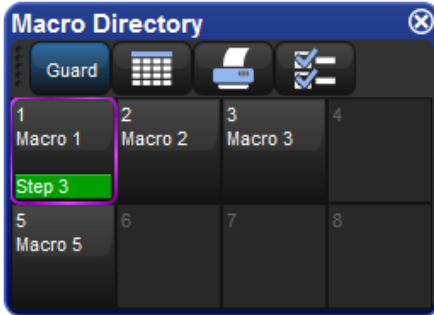 Macro Directory
Guard
1 2 3 4
Macro 1 Macro 2 Macro 3
Step 3
5 6 7 8
Macro 5